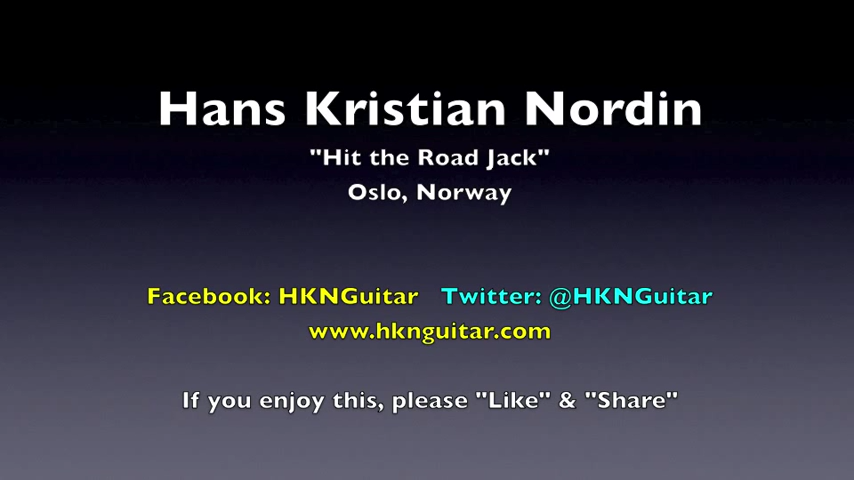 Hans Kristian Nordin
"Hit the Road Jack"
Oslo, Norway
Facebook: HKNGuitar Twitter: @HKNGuitar
www.hknguitar.com
If you enjoy this, please "Like" & "Share"